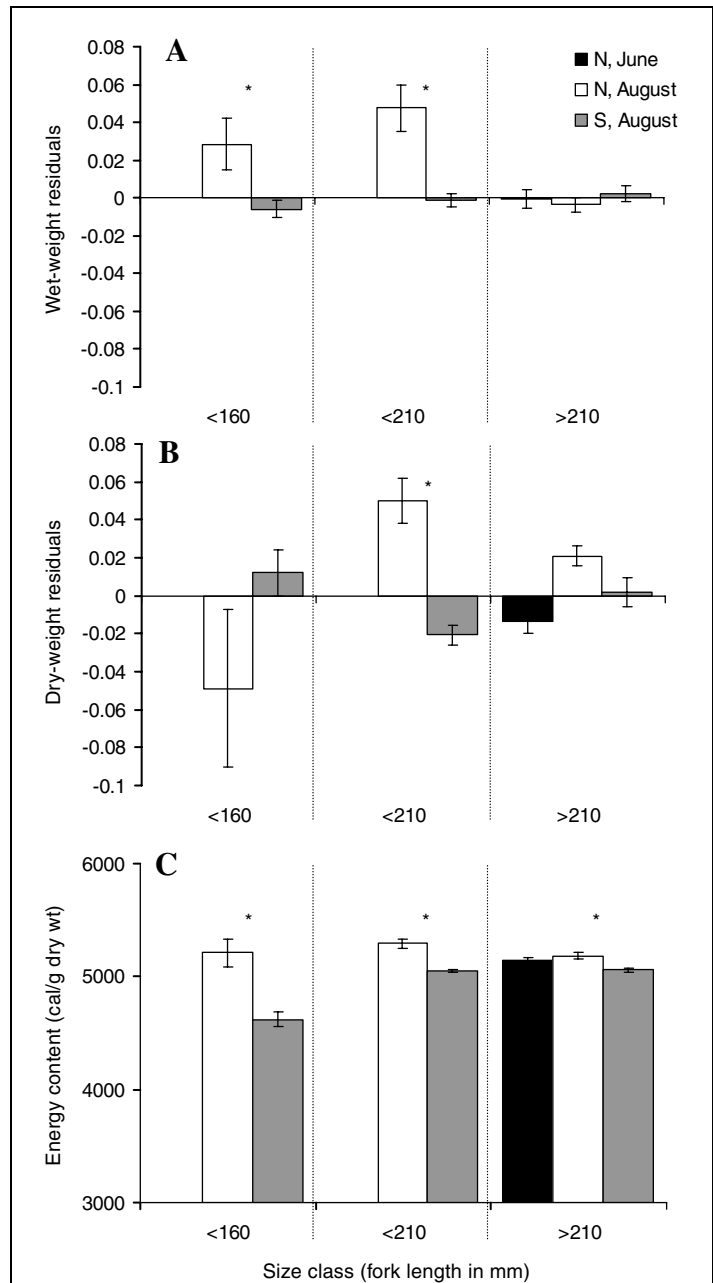 A
N, June
N, August
S, August
Wet-weight residuals
0.08
0.06
0.04
0.02
0
-0.02
-0.04
-0.06
-0.08
-0.1
* *
<160 <210 >210
B
Dry-weight residuals
0.08
0.06
0.04
0.02
0
-0.02
-0.04
-0.06
-0.08
-0.1
*
<160 <210 >210
C
Energy content (cal/g dry wt)
6000
5000
4000
3000
* * *
<160 <210 >210
Size class (fork length in mm)